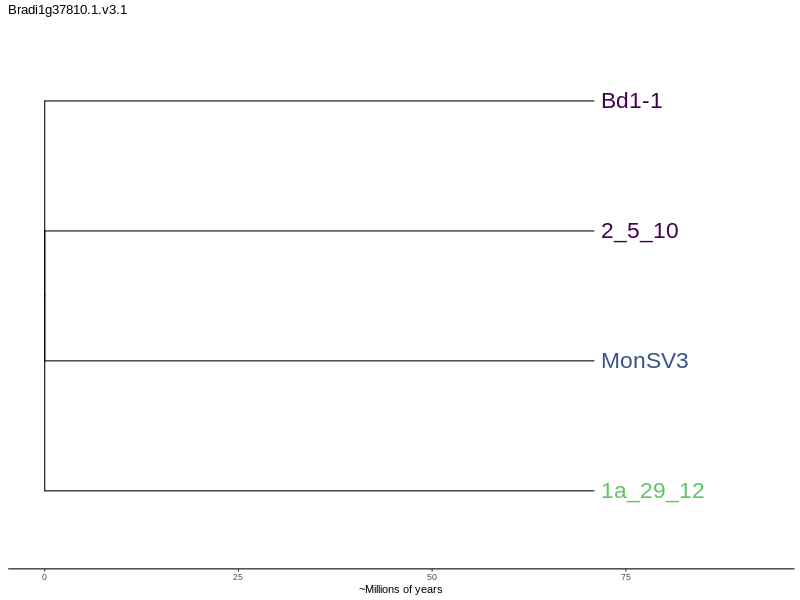 Bradi1g37810.1.v3.1
Bd1-1
2_5_10
MonSV3
1a_29_12
0 25 50 75
~Millions of years